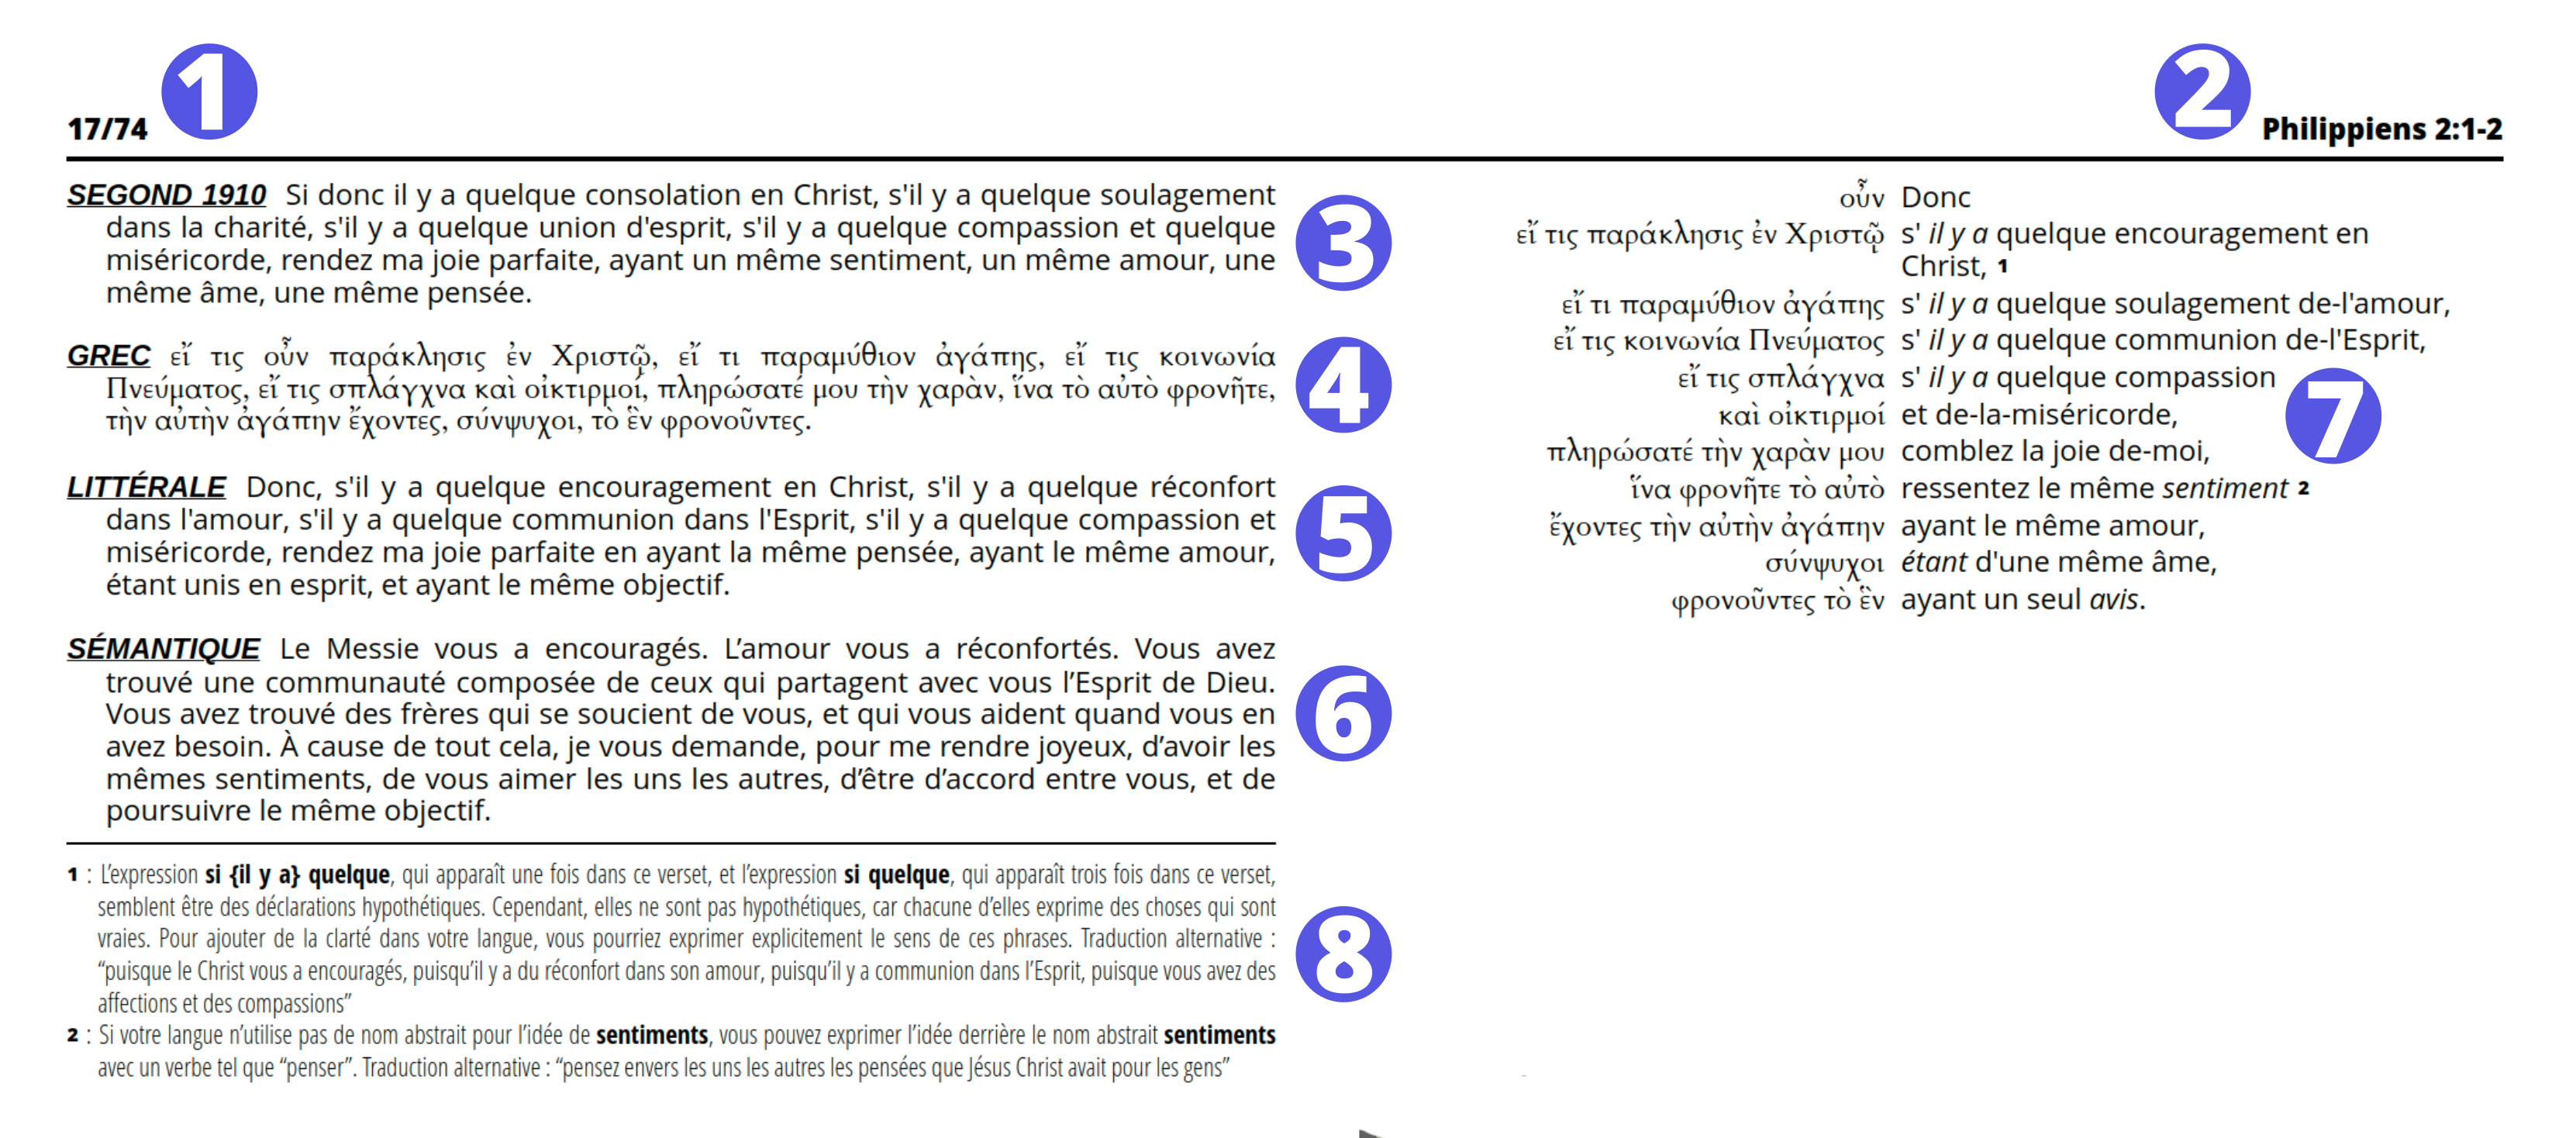 1
2
17/74
Philippiens 2:1-2
SEGOND 1910 Si donc il y a quelque consolation en Christ, s'il y a quelque soulagement
dans la charité, s'il y a quelque union d'esprit, s'il y a quelque compassion et quelque
miséricorde, rendez ma joie parfaite, ayant un même sentiment, un même amour, une
même âme, une même pensée.
3
GREC εἴ τις οὖν παράκλησις ἐν Χριστῷ, εἴ τι παραμύθιον ἀγάπης, εἴ τις κοινωνία
Πνεύματος, εἴ τις σπλάγχνα καὶ οἰκτιρμοί, πληρώσατέ μου τὴν χαρὰν, ἵνα τὸ αὐτὸ φρονῆτε,
τὴν αὐτὴν ἀγάπην ἔχοντες, σύνψυχοι, τὸ ἓν φρονοῦντες.
4
LITTÉRALE Donc, s'il y a quelque encouragement en Christ, s'il y a quelque réconfort
dans l'amour, s'il y a quelque communion dans l'Esprit, s'il y a quelque compassion et
miséricorde, rendez ma joie parfaite en ayant la même pensée, ayant le même amour,
étant unis en esprit, et ayant le même objectif.
5
SÉMANTIQUE Le Messie vous a encouragés. L’amour vous a réconfortés. Vous avez
trouvé une communauté composée de ceux qui partagent avec vous l’Esprit de Dieu.
Vous avez trouvé des frères qui se soucient de vous, et qui vous aident quand vous en
avez besoin. À cause de tout cela, je vous demande, pour me rendre joyeux, d’avoir les
mêmes sentiments, de vous aimer les uns les autres, d’être d’accord entre vous, et de
poursuivre le même objectif.
6
1 : L’expression si {il y a} quelque, qui apparaît une fois dans ce verset, et l’expression si quelque, qui apparaît trois fois dans ce verset,
semblent être des déclarations hypothétiques. Cependant, elles ne sont pas hypothétiques, car chacune d’elles exprime des choses qui sont
vraies. Pour ajouter de la clarté dans votre langue, vous pourriez exprimer explicitement le sens de ces phrases. Traduction alternative :
“puisque le Christ vous a encouragés, puisqu’il y a du réconfort dans son amour, puisqu’il y a communion dans l’Esprit, puisque vous avez des
affections et des compassions”
2 : Si votre langue n’utilise pas de nom abstrait pour l’idée de sentiments, vous pouvez exprimer l’idée derrière le nom abstrait sentiments
avec un verbe tel que “penser”. Traduction alternative : “pensez envers les uns les autres les pensées que Jésus Christ avait pour les gens”
8
οὖν Donc
εἴ τις παράκλησις ἐν Χριστῷ s' il y a quelque encouragement en
Christ, 1
εἴ τι παραμύθιον ἀγάπης s' il y a quelque soulagement de-l'amour,
εἴ τις κοινωνία Πνεύματος s' il y a quelque communion de-l'Esprit,
εἴ τις σπλάγχνα s' il y a quelque compassion
καὶ οἰκτιρμοί et de-la-miséricorde,
πληρώσατέ τὴν χαρὰν μου comblez la joie de-moi,
ἵνα φρονῆτε τὸ αὐτὸ ressentez le même sentiment 2
ἔχοντες τὴν αὐτὴν ἀγάπην ayant le même amour,
σύνψυχοι étant d'une même âme,
φρονοῦντες τὸ ἓν ayant un seul avis.
7